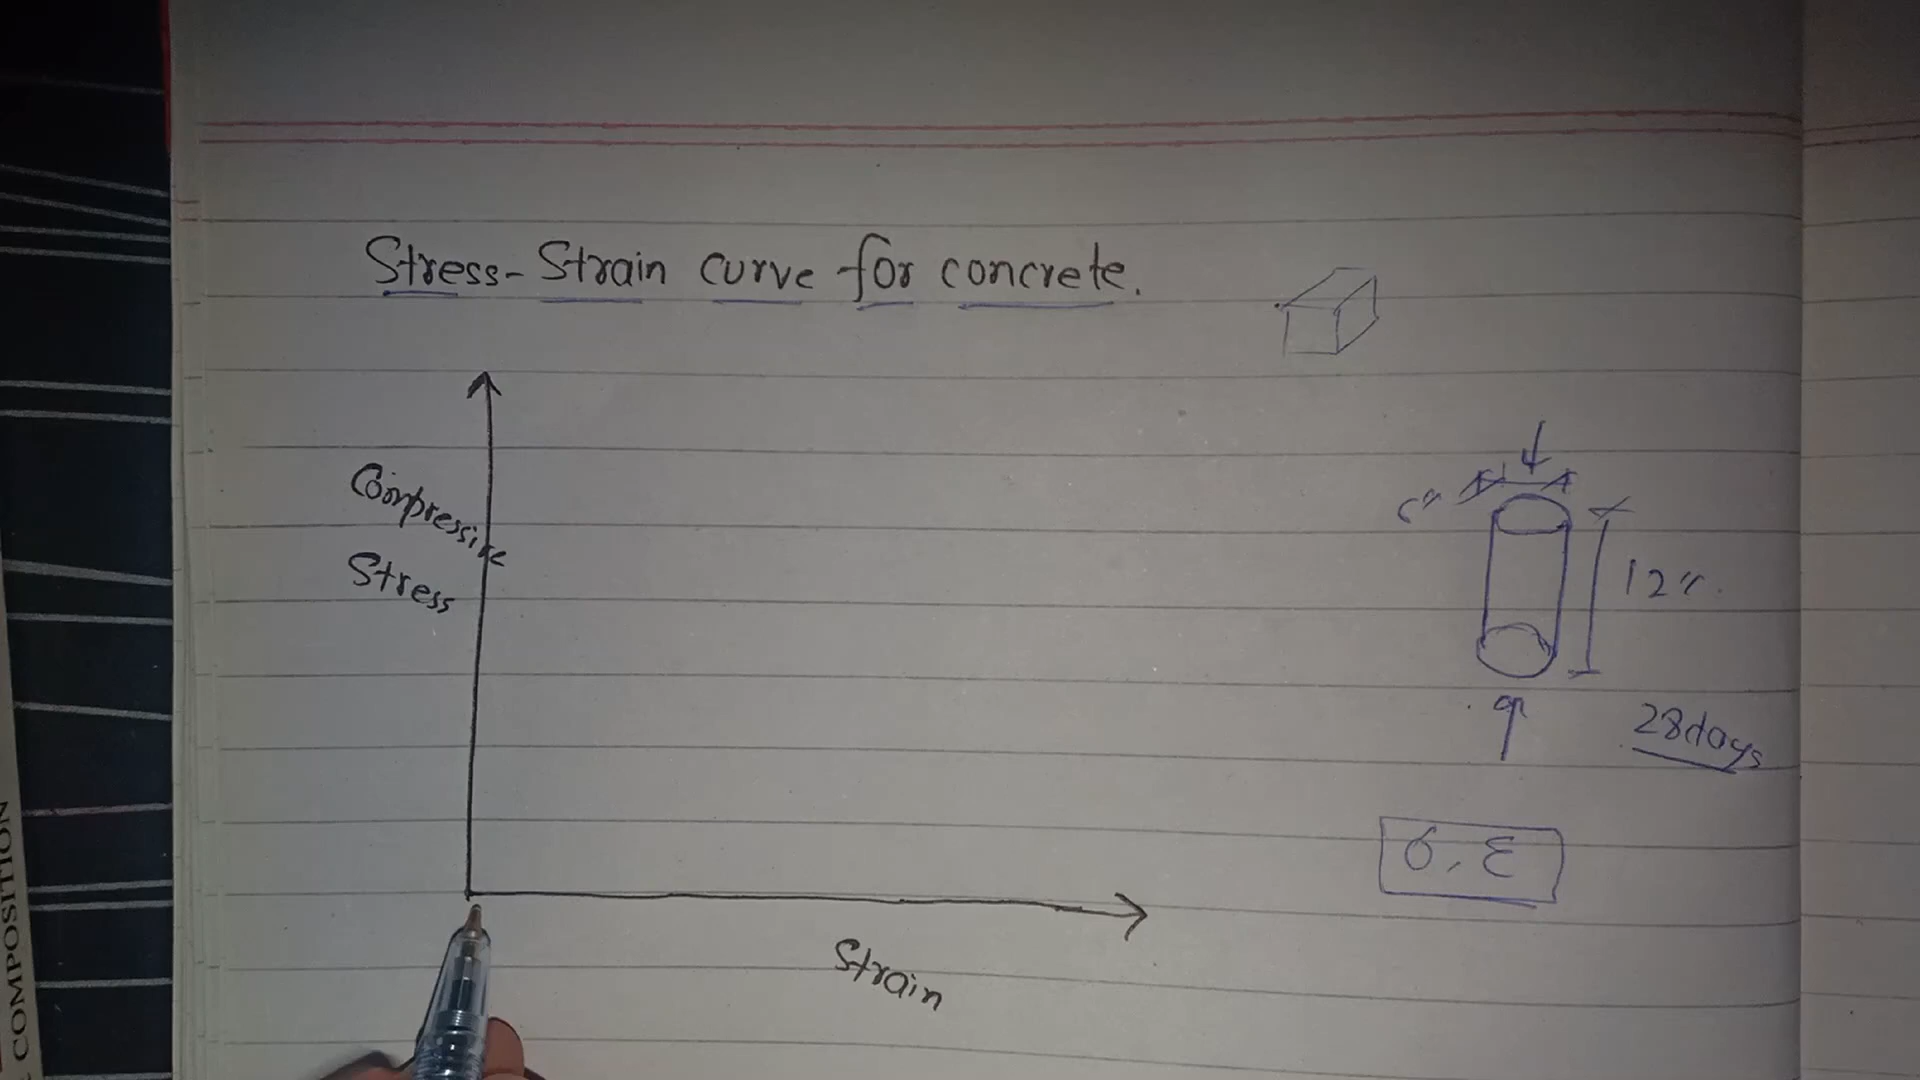 Stress-Strain curve for concrete.
Compressive
Stress
6"
12"
28days
σ, ε
Strain
COMPOSITION